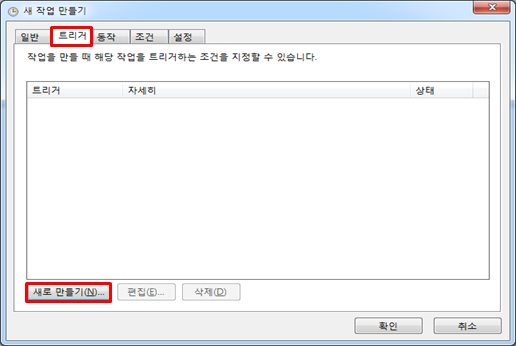 새 작업 만들기
일반 트리거 동작 조건 설정
작업을 만들 때 해당 작업을 트리거하는 조건을 지정할 수 있습니다.
트리거 자세히 상태
새로 만들기(N)... 편집(E)... 삭제(D)
확인 취소